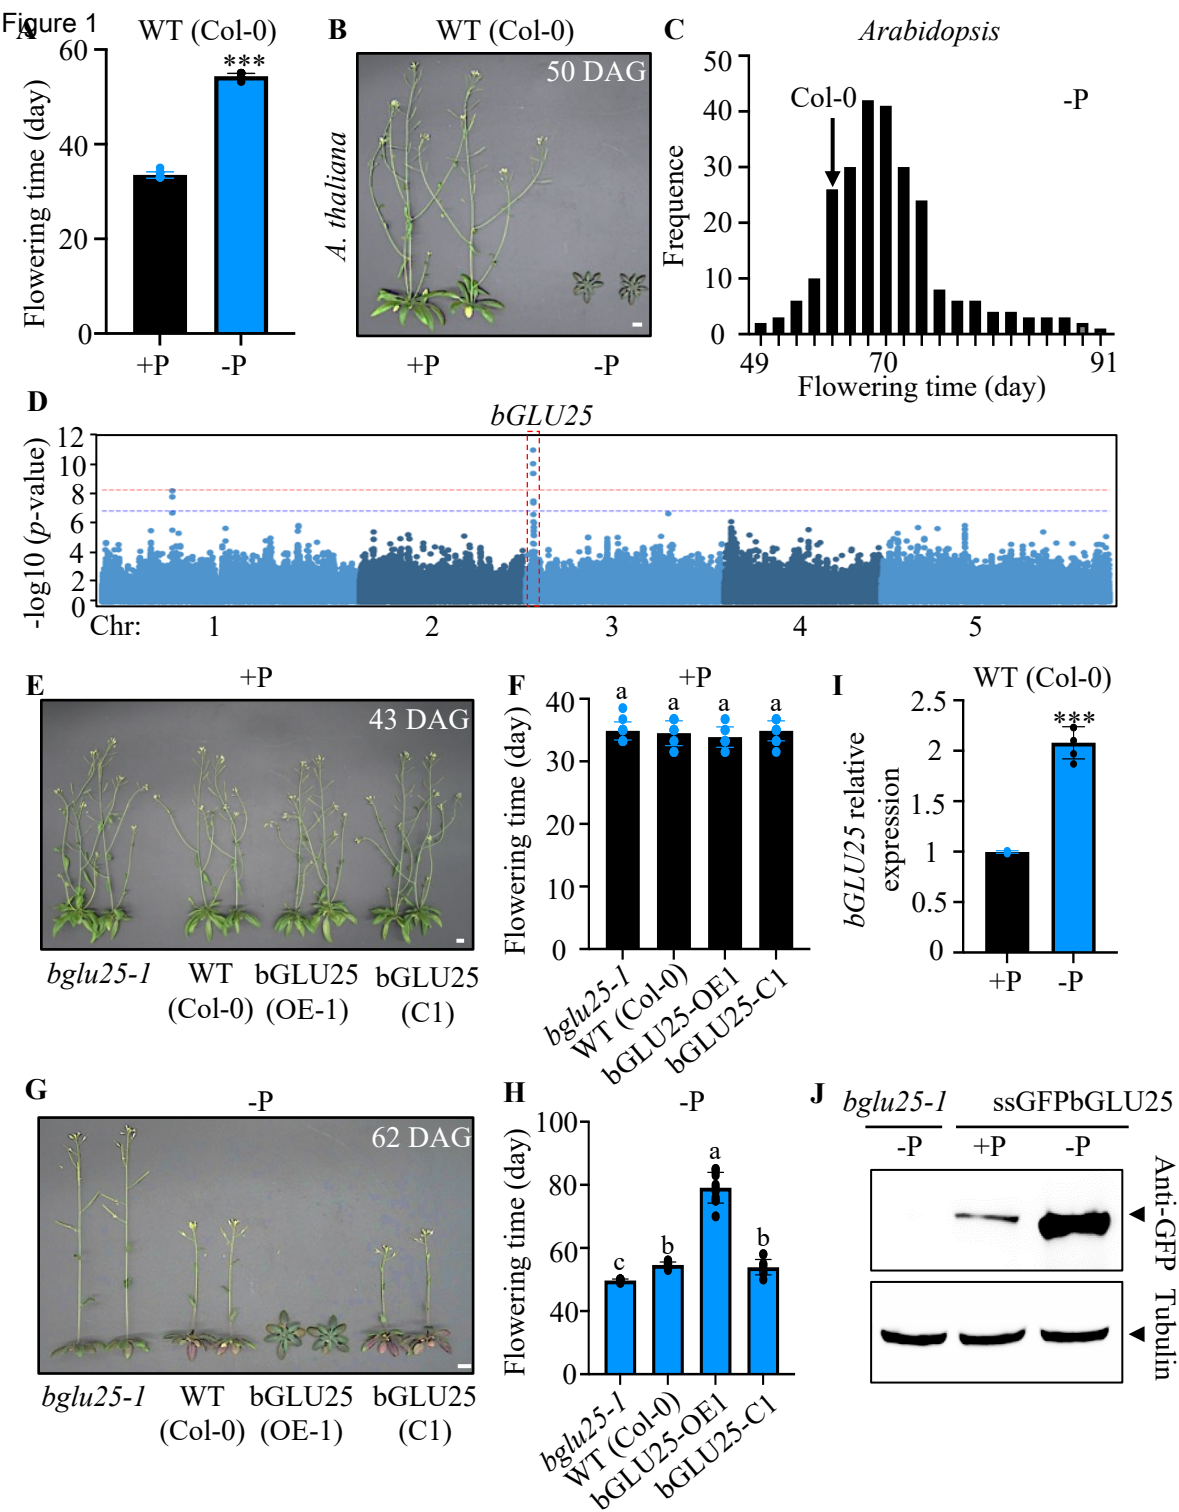 Figure 1
A
WT (Col-0)
Flowering time (day)
60
40
20
0
***
+P
-P
B
WT (Col-0)
A. thaliana
50 DAG
+P
-P
C
Arabidopsis
Frequence
50
40
30
20
10
0
Col-0
-P
49
70
91
Flowering time (day)
D
bGLU25
-log10 (p-value)
12
10
8
6
4
2
0
Chr:
1
2
3
4
5
E
+P
43 DAG
bglu25-1
WT
(Col-0)
bGLU25
(OE-1)
bGLU25
(C1)
F
+P
Flowering time (day)
40
30
20
10
0
a
a
a
a
bglu25-1
WT (Col-0)
bGLU25-OE1
bGLU25-C1
I
WT (Col-0)
bGLU25 relative
expression
2.5
2
1.5
1
0.5
0
***
+P
-P
G
-P
62 DAG
bglu25-1
WT
(Col-0)
bGLU25
(OE-1)
bGLU25
(C1)
H
-P
Flowering time (day)
100
80
60
40
20
0
c
b
a
b
bglu25-1
WT (Col-0)
bGLU25-OE1
bGLU25-C1
J
bglu25-1
ssGFPbGLU25
-P
+P
-P
Anti-GFP
Tubulin